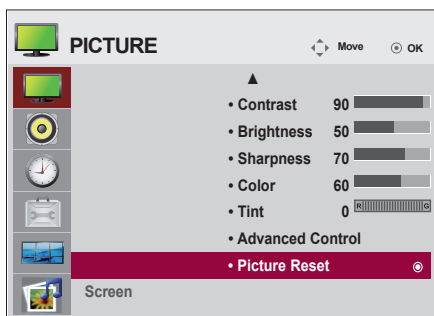 PICTURE
Move
OK
• Contrast 90
• Brightness 50
• Sharpness 70
• Color 60
• Tint 0 R G
• Advanced Control
• Picture Reset
Screen